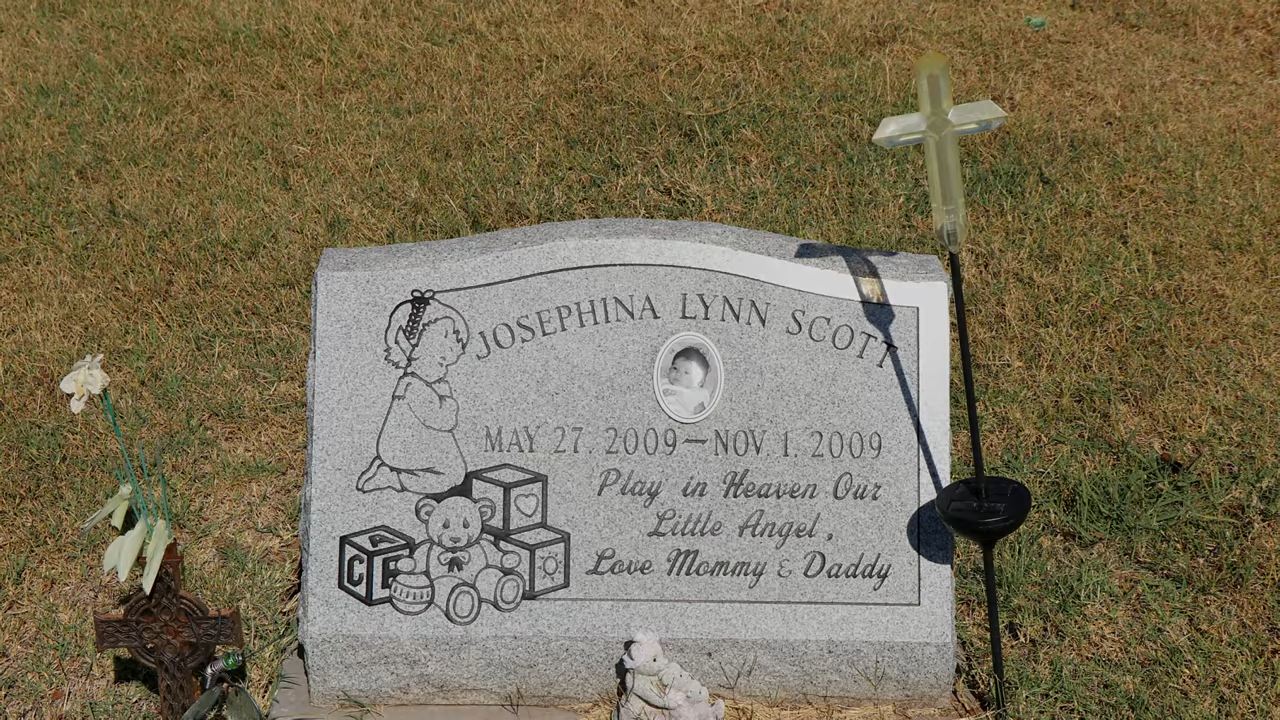 JOSEPHINA LYNN SCOTT
MAY 27, 2009—NOV. 1, 2009
Play in Heaven Our
Little Angel,
Love Mommy & Daddy
A
C E